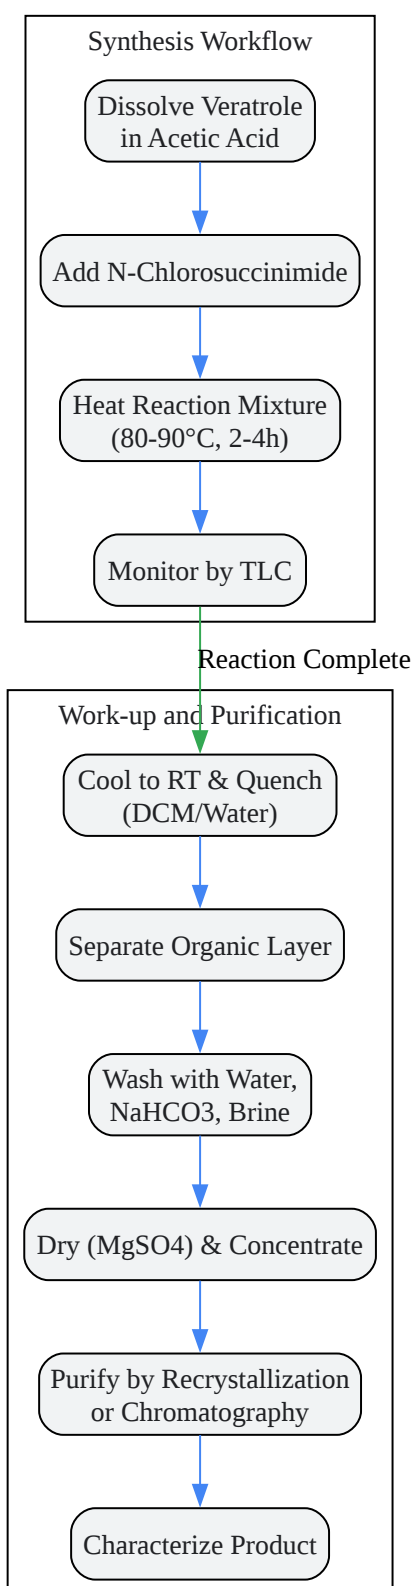 Synthesis Workflow
Dissolve Veratrole
in Acetic Acid
Add N-Chlorosuccinimide
Heat Reaction Mixture
(80-90°C, 2-4h)
Monitor by TLC
Reaction Complete
Work-up and Purification
Cool to RT & Quench
(DCM/Water)
Separate Organic Layer
Wash with Water,
NaHCO3, Brine
Dry (MgSO4) & Concentrate
Purify by Recrystallization
or Chromatography
Characterize Product